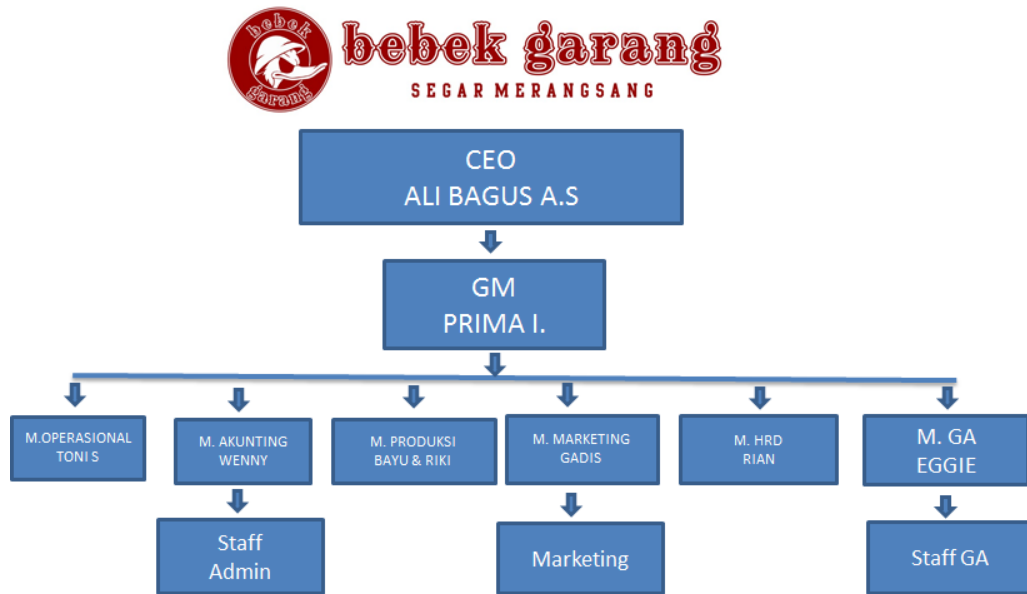 bebek
garang
bebek garang
SEGAR MERANGSANG
CEO
ALI BAGUS A.S
GM
PRIMA I.
M.OPERASIONAL
TONI S
M. AKUNTING
WENNY
M. PRODUKSI
BAYU & RIKI
M. MARKETING
GADIS
M. HRD
RIAN
M. GA
EGGIE
Staff
Admin
Marketing
Staff GA